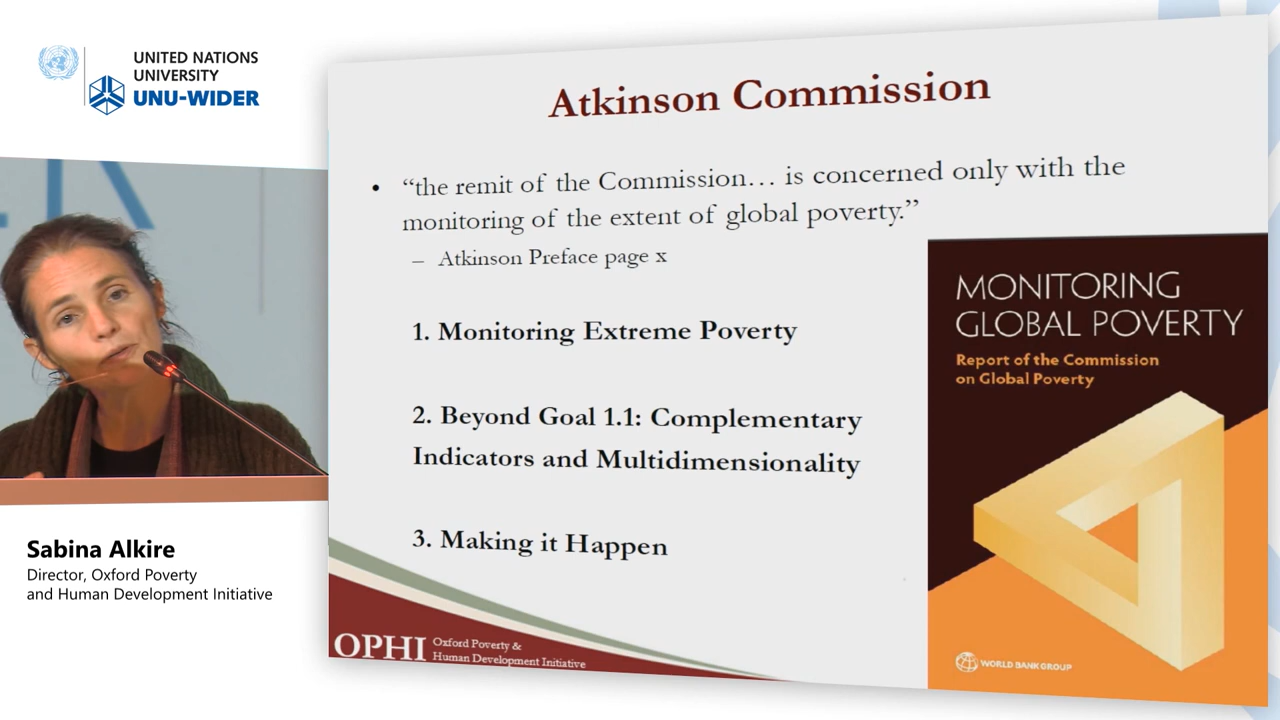 UNITED NATIONS
UNIVERSITY
UNU-WIDER
Sabina Alkire
Director, Oxford Poverty
and Human Development Initiative
Atkinson Commission
• “the remit of the Commission… is concerned only with the
monitoring of the extent of global poverty.”
– Atkinson Preface page x
1. Monitoring Extreme Poverty
2. Beyond Goal 1.1: Complementary
Indicators and Multidimensionality
3. Making it Happen
OPHI
Oxford Poverty &
Human Development Initiative
MONITORING
GLOBAL POVERTY
Report of the Commission
on Global Poverty
WORLD BANK GROUP